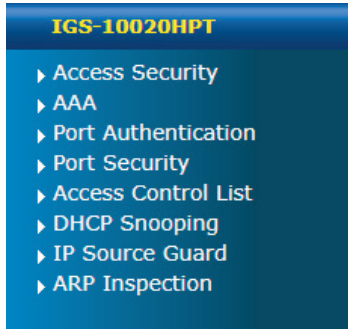 IGS-10020HPT
Access Security
AAA
Port Authentication
Port Security
Access Control List
DHCP Snooping
IP Source Guard
ARP Inspection